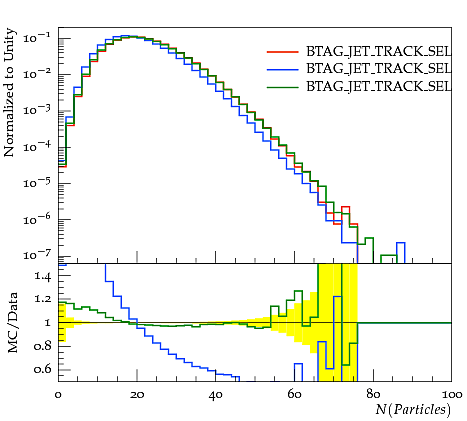 Normalized to Unity
10⁻¹
10⁻²
10⁻³
10⁻⁴
10⁻⁵
10⁻⁶
10⁻⁷
BTAG_JET_TRACK_SEL
BTAG_JET_TRACK_SEL
BTAG_JET_TRACK_SEL
MC/Data
1.4
1.2
1
0.8
0.6
0 20 40 60 80 100
N(Particles)